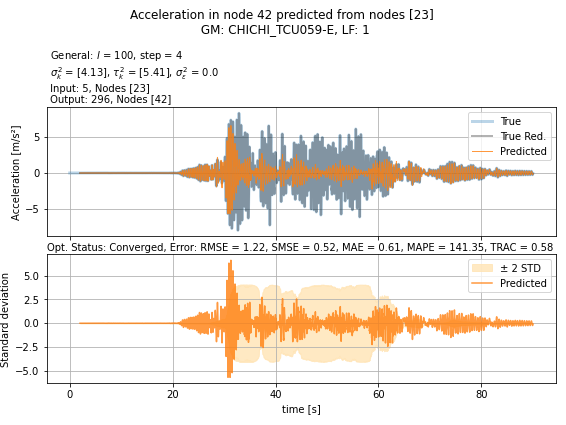 Acceleration in node 42 predicted from nodes [23]
GM: CHICHI_TCU059-E, LF: 1
General: l = 100, step = 4
σ²ₖ = [4.13], τ²ₖ = [5.41], σ²ε = 0.0
Input: 5, Nodes [23]
Output: 296, Nodes [42]
Acceleration [m/s²]
5
0
−5
True
True Red.
Predicted
Opt. Status: Converged, Error: RMSE = 1.22, SMSE = 0.52, MAE = 0.61, MAPE = 141.35, TRAC = 0.58
Standard deviation
5.0
2.5
0.0
−2.5
−5.0
± 2 STD
Predicted
0 20 40 60 80
time [s]